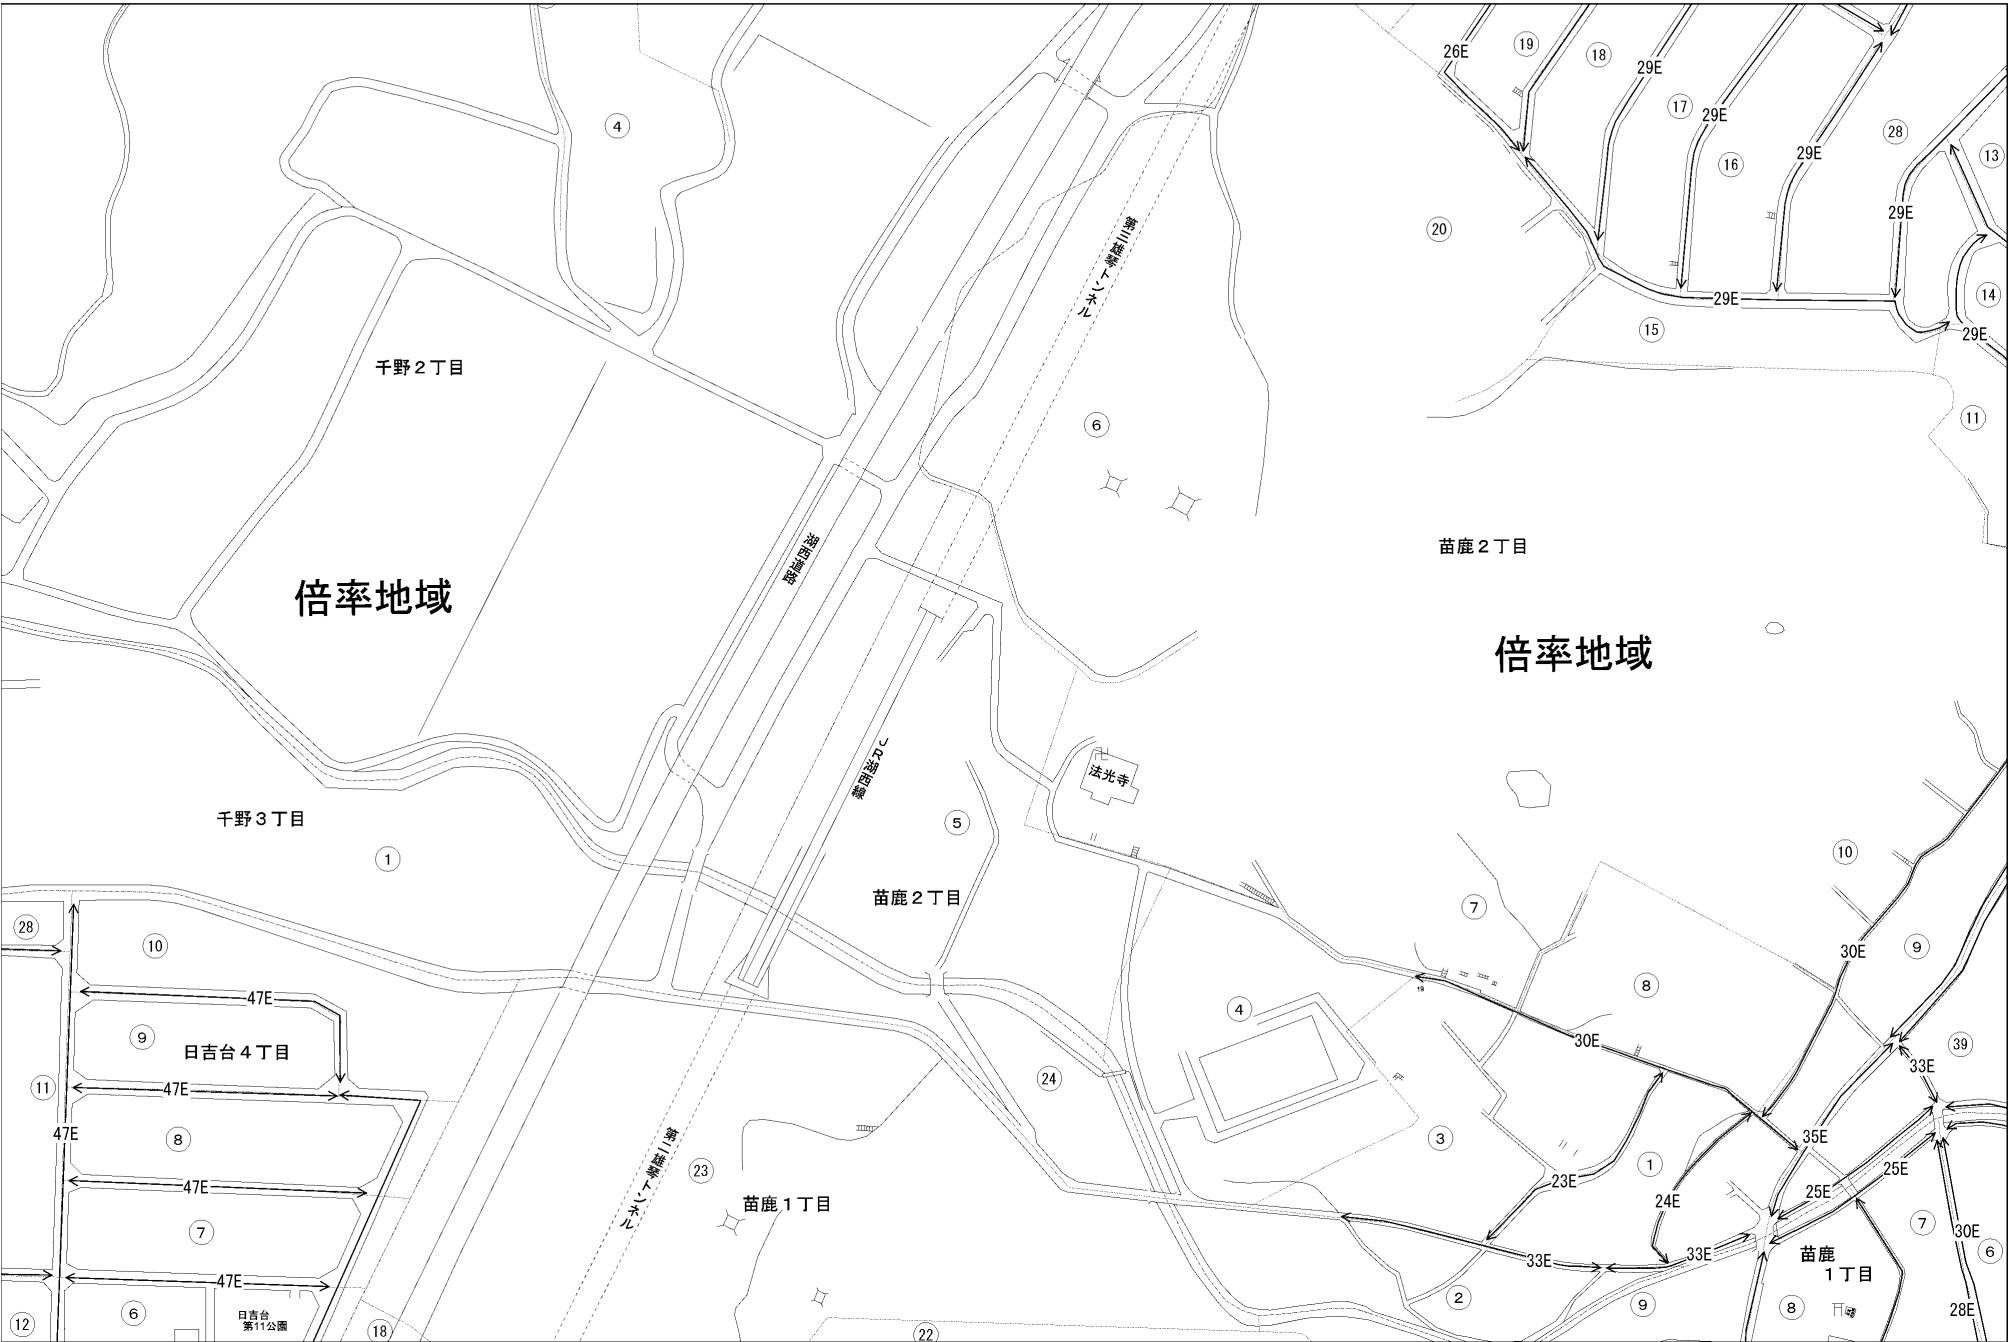 26E
19
18
29E
17
29E
28
4
29E
16
13
29E
20
第三雄琴トンネル
14
29E
15
29E
千野２丁目
11
6
湖西道路
苗鹿２丁目
倍率地域
倍率地域
ＪＲ湖西線
法光寺
千野３丁目
5
1
10
苗鹿２丁目
7
28
10
30E
9
8
19
47E
4
9
日吉台４丁目
30E
39
33E
11
47E
24
47E
8
3
35E
1
25E
23E
25E
24E
47E
第二雄琴トンネル
23
苗鹿１丁目
7
7
30E
6
33E
33E
苗鹿
１丁目
47E
2
9
8
28E
12
6
日吉台
第11公園
18
22